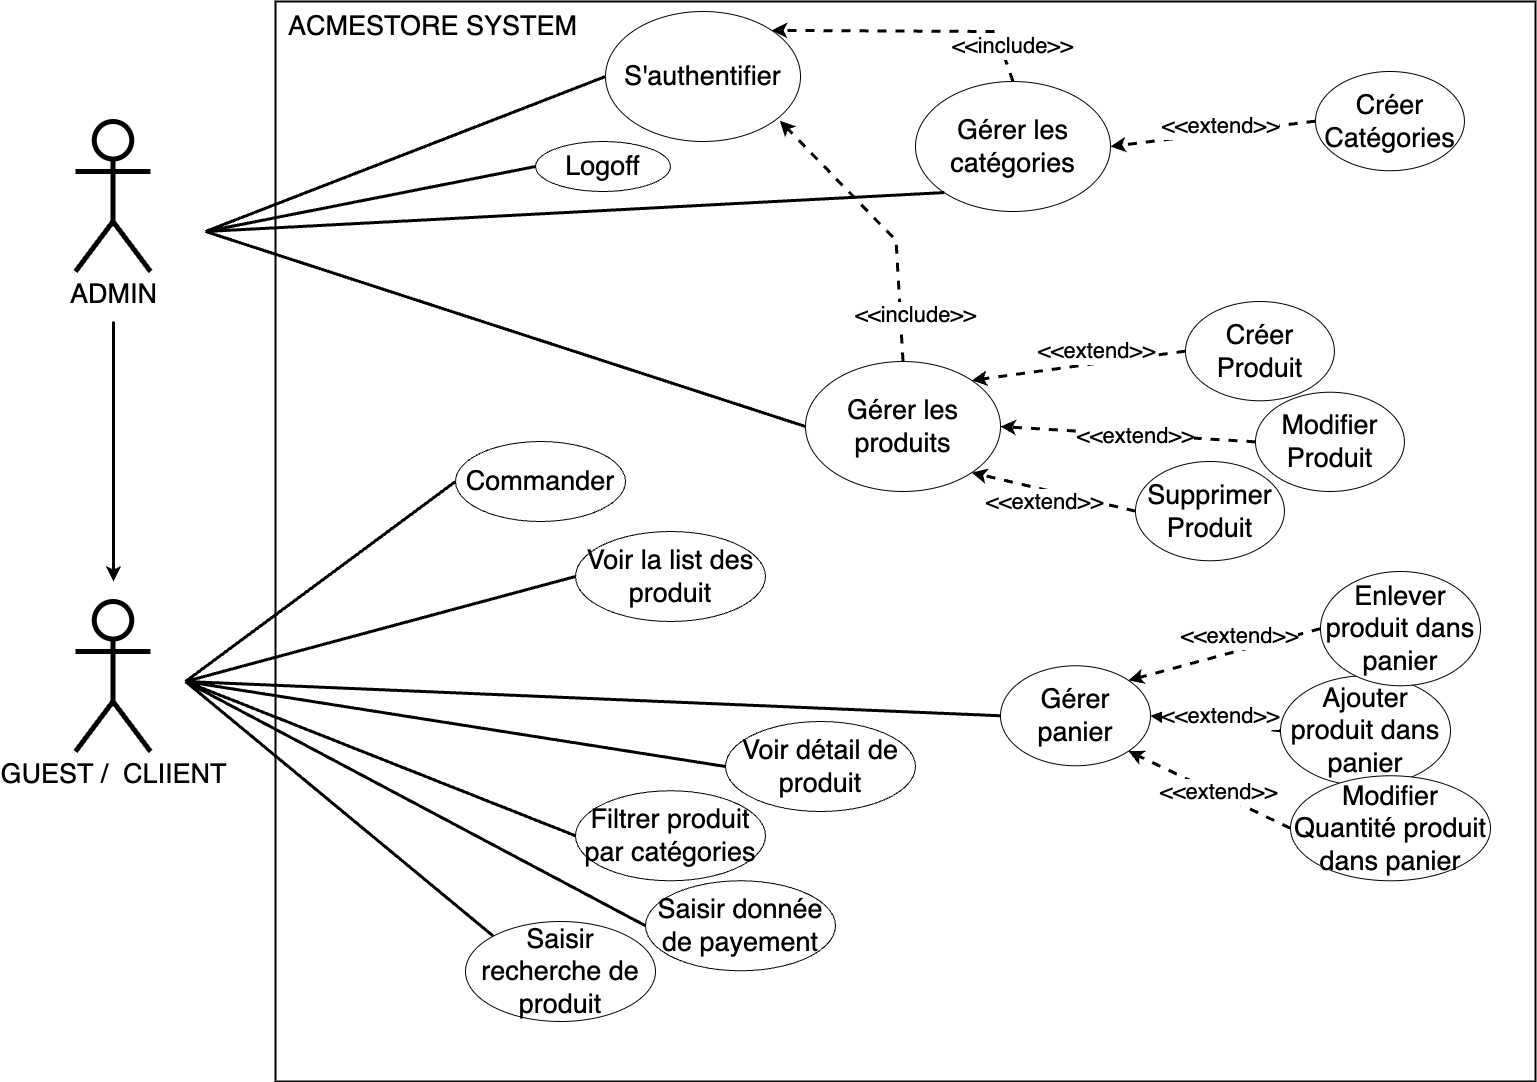 ACMESTORE SYSTEM
S'authentifier
<<include>>
Gérer les
catégories
<<extend>>
Créer
Catégories
Logoff
ADMIN
<<include>>
Gérer les
produits
<<extend>>
Créer
Produit
<<extend>>
Modifier
Produit
<<extend>>
Supprimer
Produit
Commander
Voir la list des
produit
GUEST / CLIIENT
Gérer
panier
<<extend>>
Enlever
produit dans
panier
<<extend>>
Ajouter
produit dans
panier
<<extend>>
Modifier
Quantité produit
dans panier
Voir détail de
produit
Filtrer produit
par catégories
Saisir donnée
de payement
Saisir
recherche de
produit